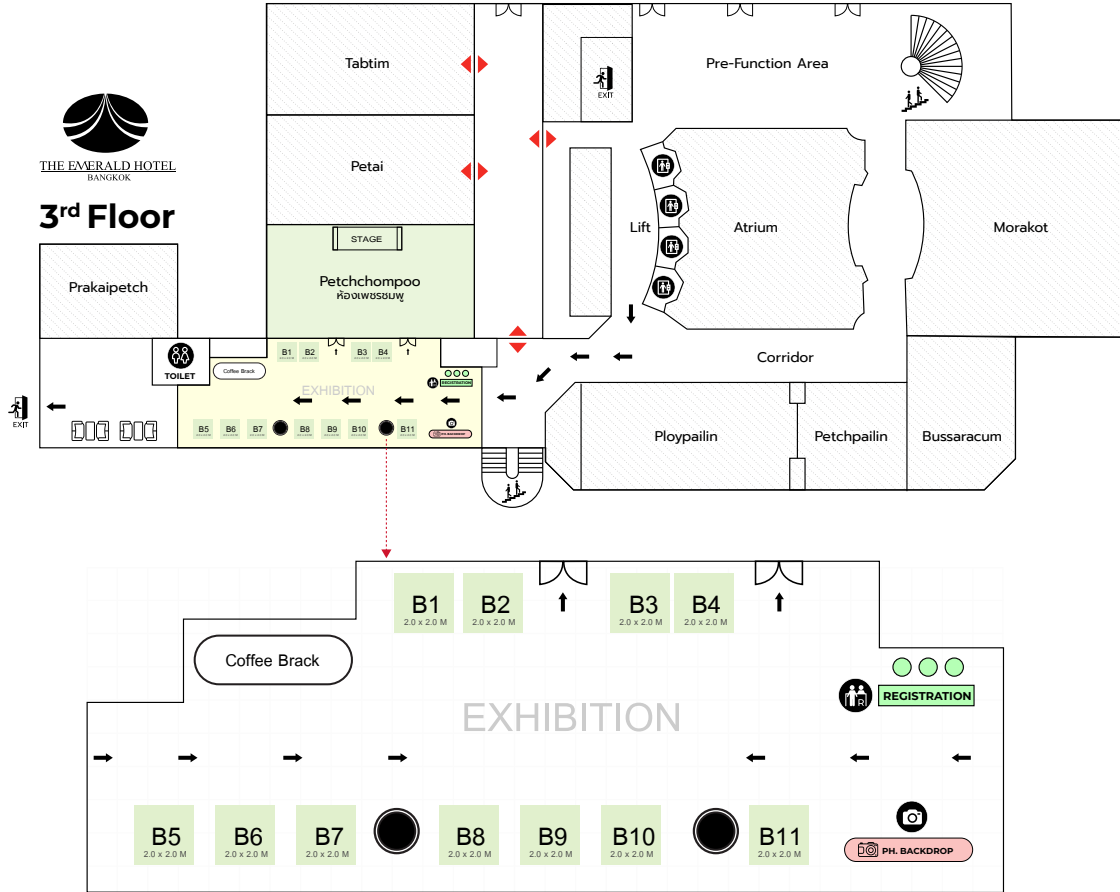 Tabtim
EXIT
Pre-Function Area
THE EMERALD HOTEL
BANGKOK
3rd Floor
Petai
Lift
Atrium
Morakot
STAGE
Petchchompoo
ห้องเพชรชมพู
Prakaipetch
TOILET
B1
B2
B3
B4
Coffee Brack
EXHIBITION
REGISTRATION
Corridor
EXIT
B5
B6
B7
B8
B9
B10
B11
PH. BACKDROP
Ploypailin
Petchpailin
Bussaracum
B1
2.0 x 2.0 M
B2
2.0 x 2.0 M
B3
2.0 x 2.0 M
B4
2.0 x 2.0 M
Coffee Brack
R
REGISTRATION
EXHIBITION
B5
2.0 x 2.0 M
B6
2.0 x 2.0 M
B7
2.0 x 2.0 M
B8
2.0 x 2.0 M
B9
2.0 x 2.0 M
B10
2.0 x 2.0 M
B11
2.0 x 2.0 M
PH. BACKDROP